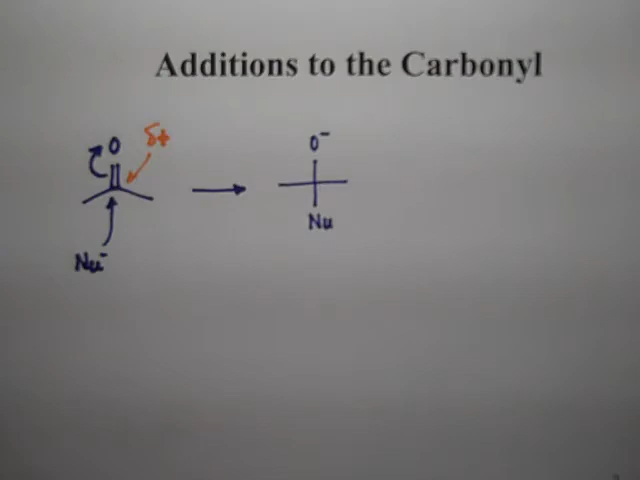 Additions to the Carbonyl
O δ+ O⁻
Nu⁻ Nu